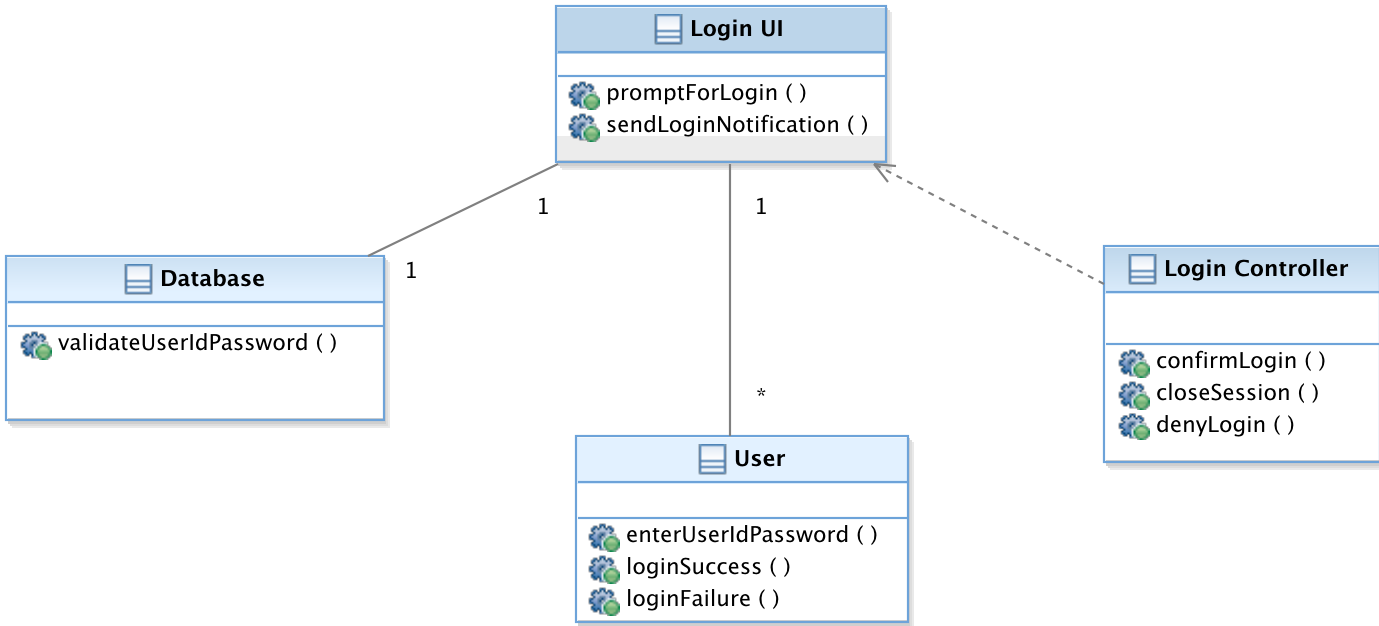 Login UI
promptForLogin ( )
sendLoginNotification ( )
1
1
1
Database
validateUserIdPassword ( )
Login Controller
confirmLogin ( )
closeSession ( )
denyLogin ( )
*
User
enterUserIdPassword ( )
loginSuccess ( )
loginFailure ( )